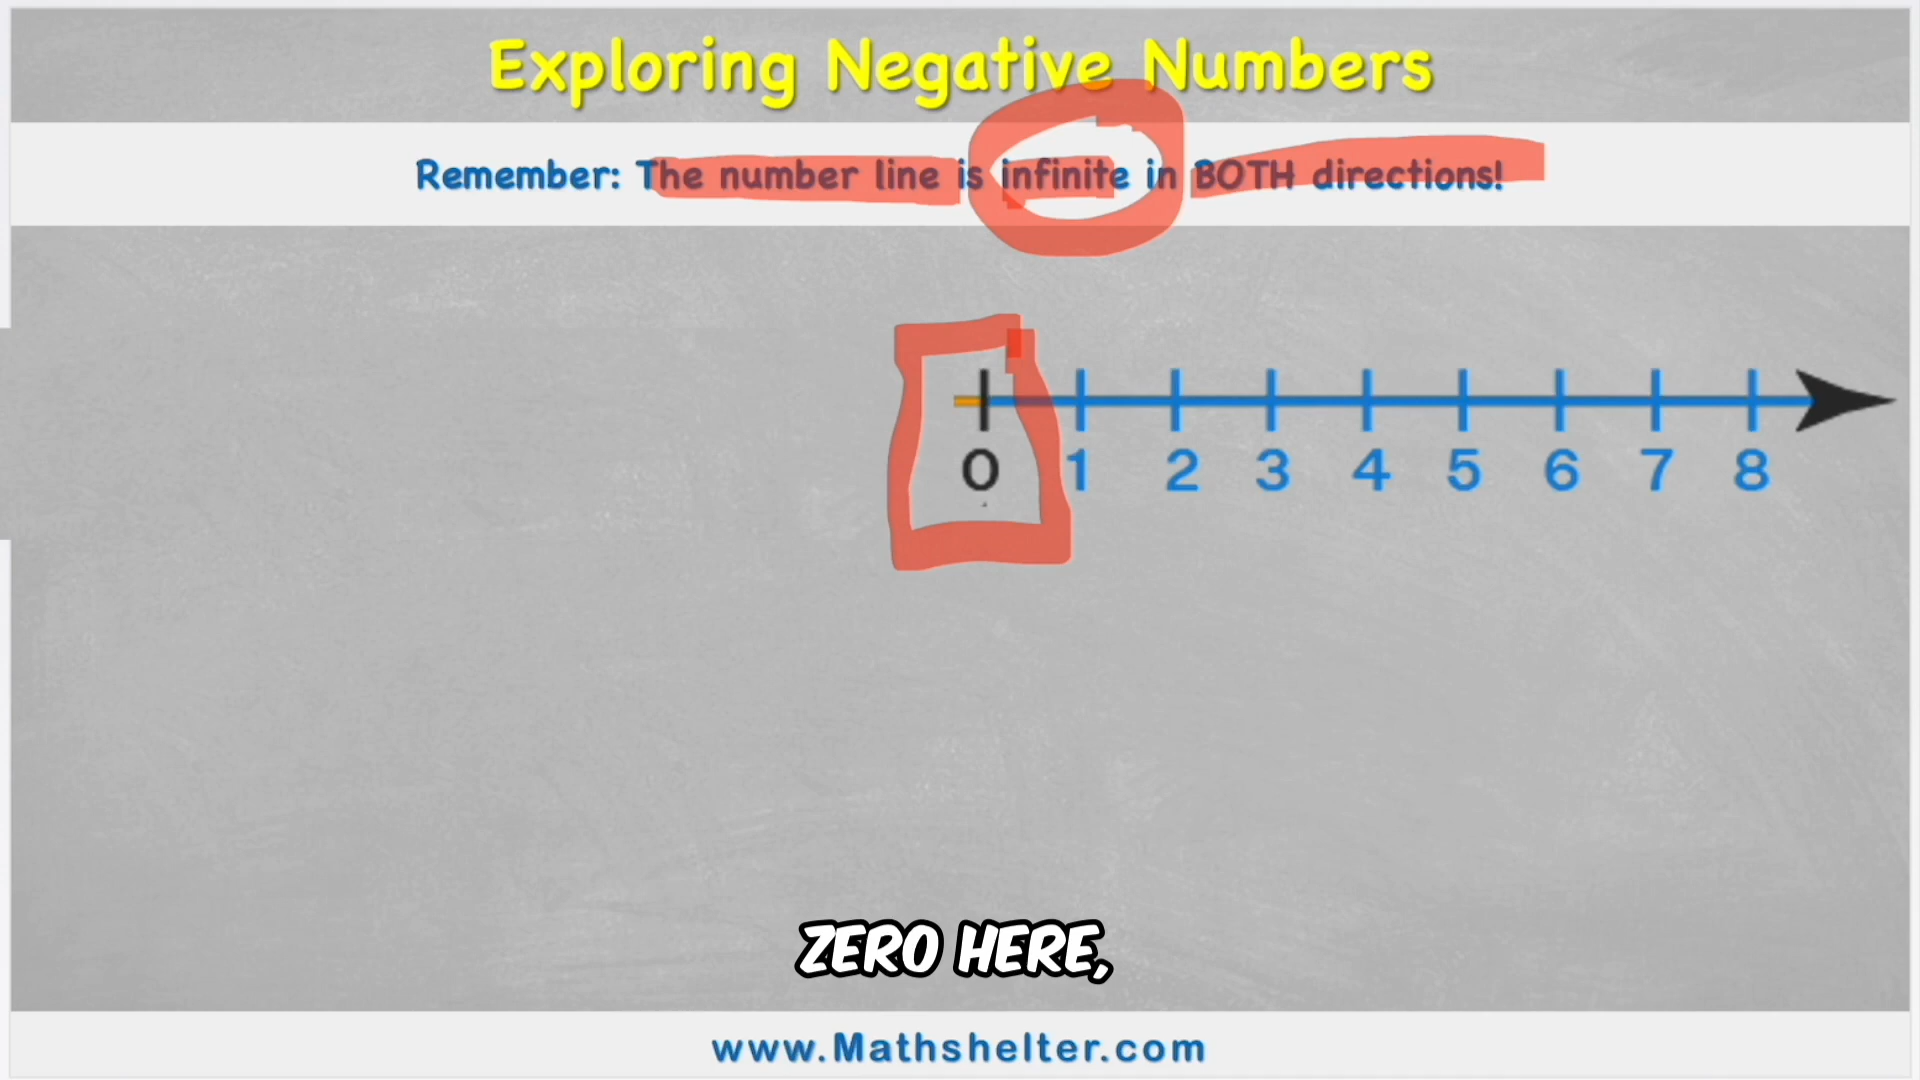 Exploring Negative Numbers
Remember: The number line is infinite in BOTH directions!
0 1 2 3 4 5 6 7 8
ZERO HERE,
www.Mathshelter.com